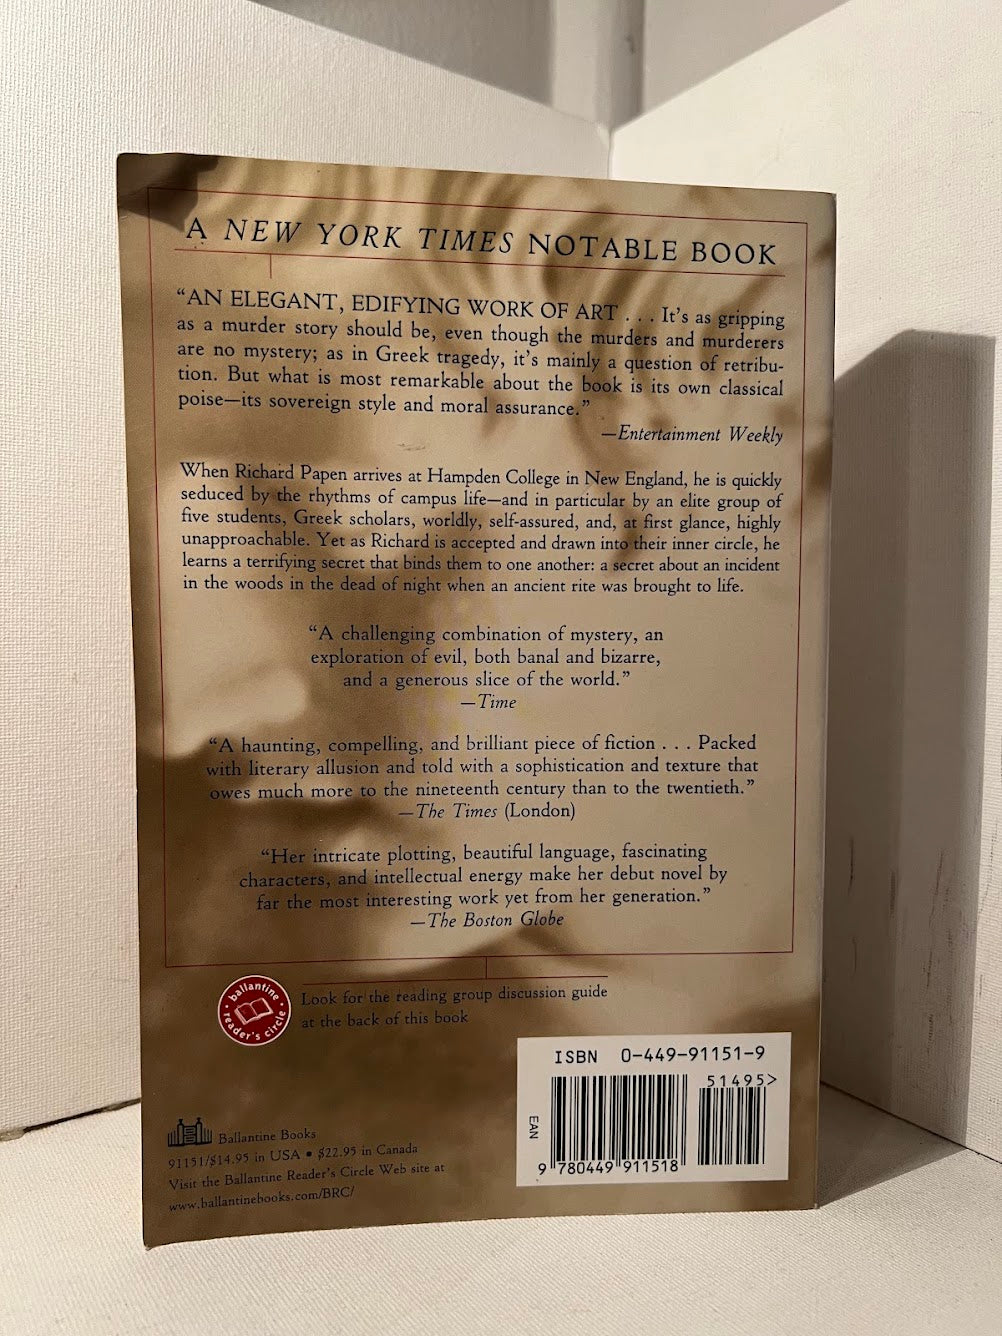 A NEW YORK TIMES NOTABLE BOOK
“AN ELEGANT, EDIFYING WORK OF ART . . . It’s as gripping
as a murder story should be, even though the murders and murderers
are no mystery; as in Greek tragedy, it’s mainly a question of retribu-
tion. But what is most remarkable about the book is its own classical
poise—its sovereign style and moral assurance.”
—Entertainment Weekly
When Richard Papen arrives at Hampden College in New England, he is quickly
seduced by the rhythms of campus life—and in particular by an elite group of
five students, Greek scholars, worldly, self-assured, and, at first glance, highly
unapproachable. Yet as Richard is accepted and drawn into their inner circle, he
learns a terrifying secret that binds them to one another: a secret about an incident
in the woods in the dead of night when an ancient rite was brought to life.
“A challenging combination of mystery, an
exploration of evil, both banal and bizarre,
and a generous slice of the world.”
—Time
“A haunting, compelling, and brilliant piece of fiction . . . Packed
with literary allusion and told with a sophistication and texture that
owes much more to the nineteenth century than to the twentieth.”
—The Times (London)
“Her intricate plotting, beautiful language, fascinating
characters, and intellectual energy make her debut novel by
far the most interesting work yet from her generation.”
—The Boston Globe
ballantine
reader’s circle
Look for the reading group discussion guide
at the back of this book
ISBN 0-449-91151-9
51495>
EAN
9 780449 911518
Ballantine Books
91151/$14.95 in USA • $22.95 in Canada
Visit the Ballantine Reader’s Circle Web site at
www.ballantinebooks.com/BRC/